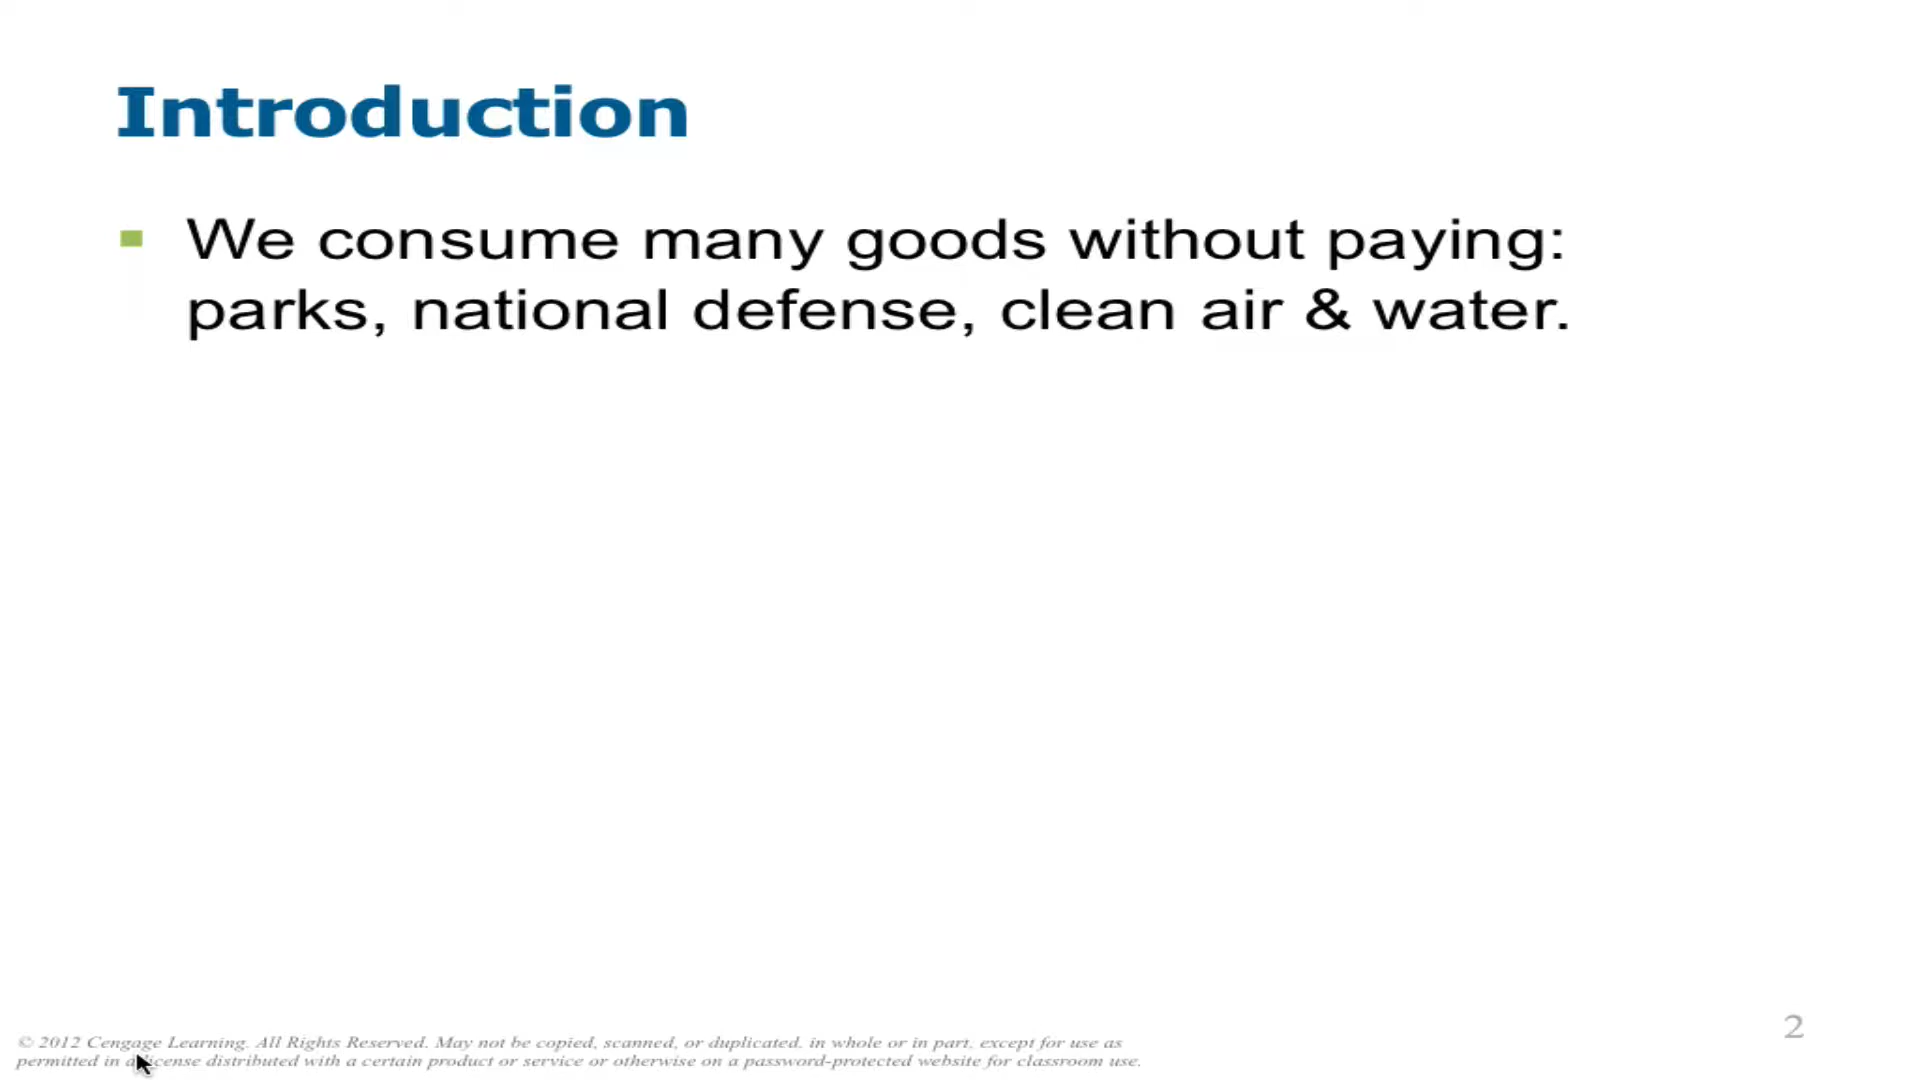 Introduction
We consume many goods without paying:
parks, national defense, clean air & water.
© 2012 Cengage Learning. All Rights Reserved. May not be copied, scanned, or duplicated, in whole or in part, except for use as
permitted in a license distributed with a certain product or service or otherwise on a password-protected website for classroom use.
2